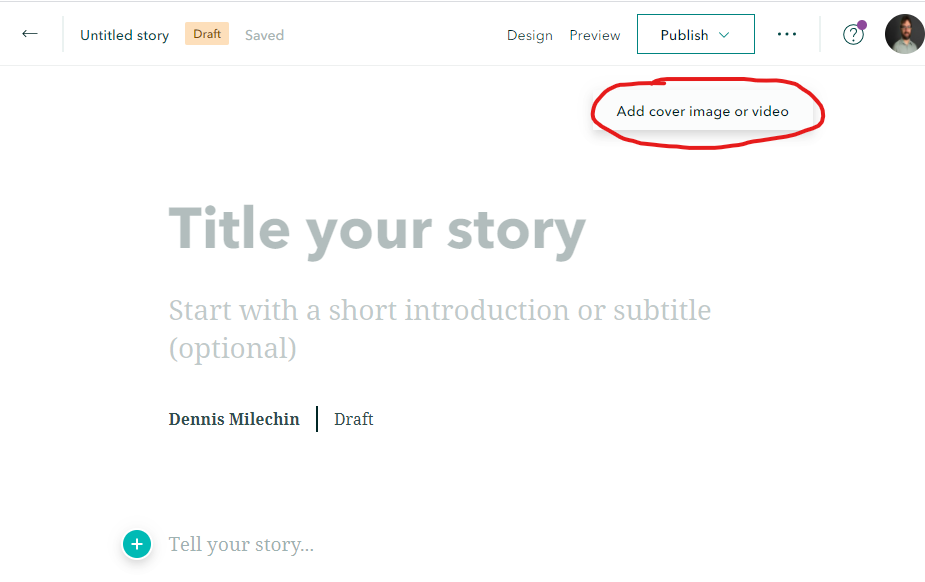 Untitled story Draft Saved Design Preview Publish ... ?
Add cover image or video
Title your story
Start with a short introduction or subtitle
(optional)
Dennis Milechin Draft
Tell your story...